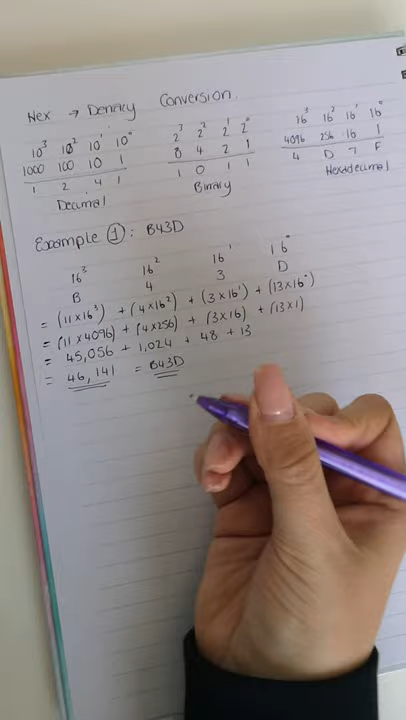 Hex → Denary Conversion.
10³ 10² 10¹ 10⁰
1000 100 10 1
1 2 4 1
Decimal
2³ 2² 2¹ 2⁰
8 4 2 1
1 0 1 1
Binary
16³ 16² 16¹ 16⁰
4096 256 16 1
4 D 7 F
Hexadecimal
Example ①: B43D
16³ 16² 16¹ 16⁰
B 4 3 D
= (11 × 16³) + (4 × 16²) + (3 × 16¹) + (13 × 16⁰)
= (11 × 4096) + (4 × 256) + (3 × 16) + (13 × 1)
= 45,056 + 1,024 + 48 + 13
= 46,141 = B43D